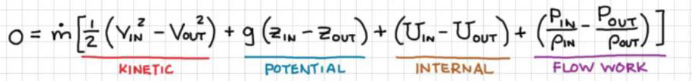 0 = ṁ[½(V_IN² − V_OUT²) + g(z_IN − z_OUT) + (U_IN − U_OUT) + (P_IN/ρ_IN − P_OUT/ρ_OUT)]
KINETIC POTENTIAL INTERNAL FLOW WORK